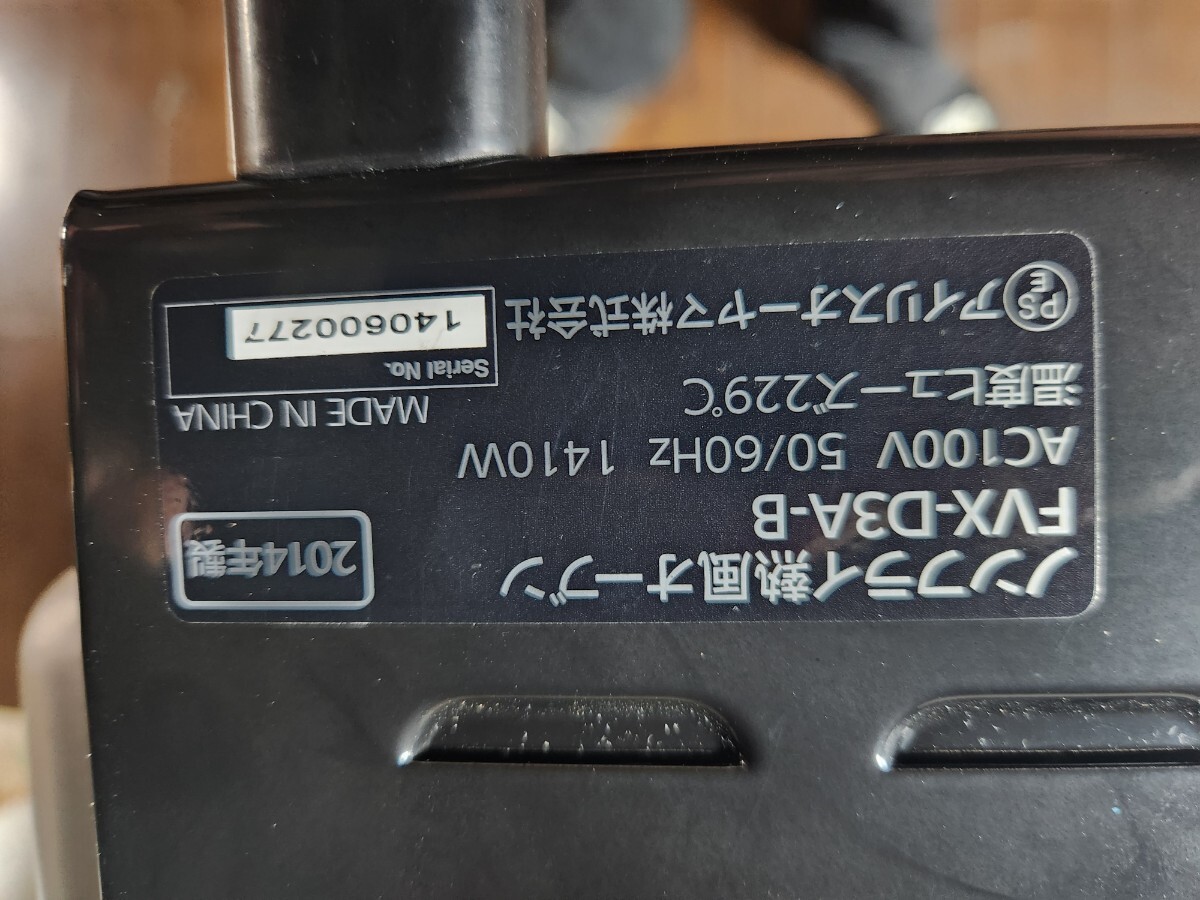 ノンフライ熱風オーブン
FVX-D3A-B
2014年製
AC100V 50/60Hz 1410W
温度ヒューズ229℃
MADE IN CHINA
PS
E
アイリスオーヤマ株式会社
Serial No.
140600277